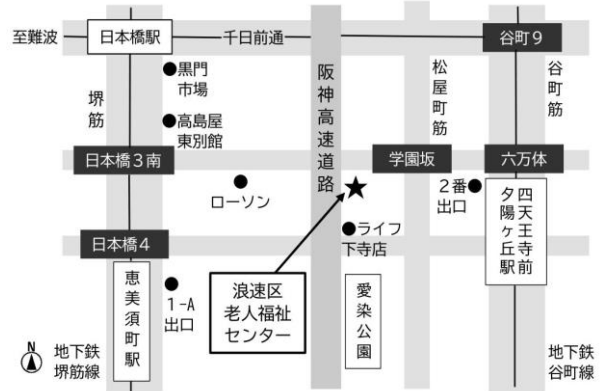 至難波
日本橋駅
千日前通
谷町9
黒門
市場
堺筋
高島屋
東別館
阪神高速道路
松屋町筋
谷町筋
日本橋3南
学園坂
六万体
ローソン
2番
出口
四天王寺前
夕陽ヶ丘駅
ライフ
下寺店
日本橋4
恵美須町駅
1-A
出口
浪速区
老人福祉
センター
愛染公園
N
地下鉄
堺筋線
地下鉄
谷町線